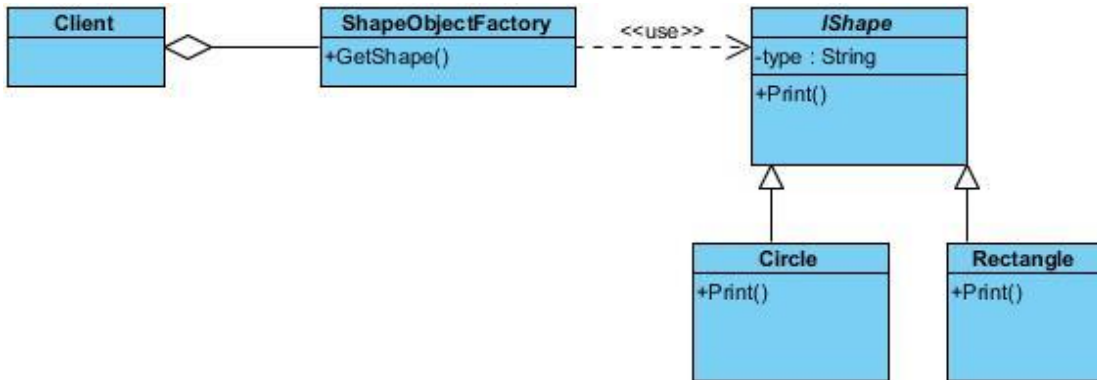 Client
ShapeObjectFactory
+GetShape()
<<use>>
IShape
-type : String
+Print()
Circle
+Print()
Rectangle
+Print()